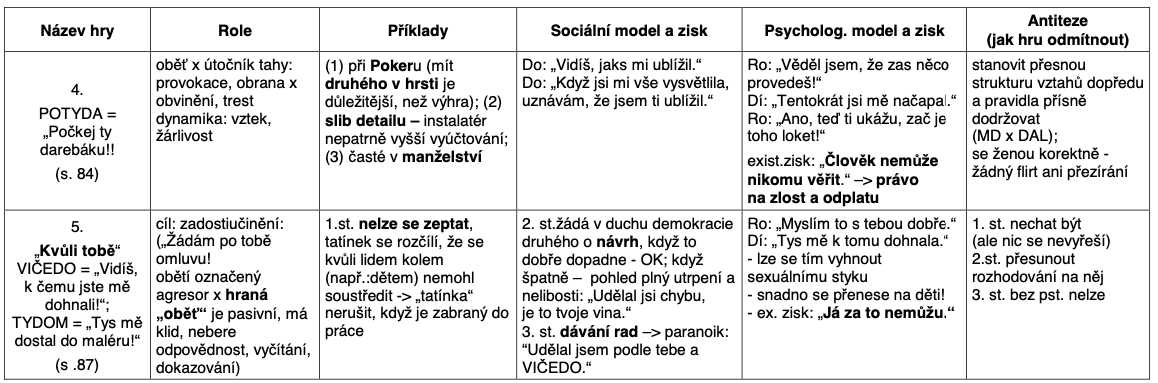 Název hry
Role
Příklady
Sociální model a zisk
Psycholog. model a zisk
Antiteze
(jak hru odmítnout)
4.
POTYDA =
„Počkej ty
darebáku!!
(s. 84)
oběť x útočník tahy:
provokace, obrana x
obvinění, trest
dynamika: vztek,
žárlivost
(1) při Pokeru (mít
druhého v hrsti je
důležitější, než výhra); (2)
slib detailu – instalatér
nepatrně vyšší vyúčtování;
(3) časté v manželství
Do: „Vidíš, jaks mi ublížil.“
Do: „Když jsi mi vše vysvětlila,
uznávám, že jsem ti ublížil.“
Ro: „Věděl jsem, že zas něco
provedeš!“
Dí: „Tentokrát jsi mě načapal.“
Ro: „Ano, teď ti ukážu, zač je
toho loket!“
exist.zisk: „Člověk nemůže
nikomu věřit.“ –> právo
na zlost a odplatu
stanovit přesnou
strukturu vztahů dopředu
a pravidla přísně
dodržovat
(MD x DAL);
se ženou korektně -
žádný flirt ani přezírání
5.
„Kvůli tobě“
VIČEDO = „Vidíš,
k čemu jste mě
dohnali!“;
TYDOM = „Tys mě
dostal do maléru!“
(s .87)
cíl: zadostiučinění:
(„Žádám po tobě
omluvu!
obětí označený
agresor x hraná
„oběť“ je pasivní, má
klid, nebere
odpovědnost, vyčítání,
dokazování)
1.st. nelze se zeptat,
tatínek se rozčílí, že se
kvůli lidem kolem
(např.:dětem) nemohl
soustředit -> „tatínka“
nerušit, když je zabraný do
práce
2. st.žádá v duchu demokracie
druhého o návrh, když to
dobře dopadne - OK; když
špatně –  pohled plný utrpení a
nelibosti: „Udělal jsi chybu,
je to tvoje vina.“
3. st. dávání rad –> paranoik:
“Udělal jsem podle tebe a
VIČEDO.“
Ro: „Myslím to s tebou dobře.“
Dí: „Tys mě k tomu dohnala.“
- lze se tím vyhnout
sexuálnímu styku
- snadno se přenese na děti!
- ex. zisk: „Já za to nemůžu.“
1. st. nechat být
(ale nic se nevyřeší)
2.st. přesunout
rozhodování na něj
3. st. bez pst. nelze